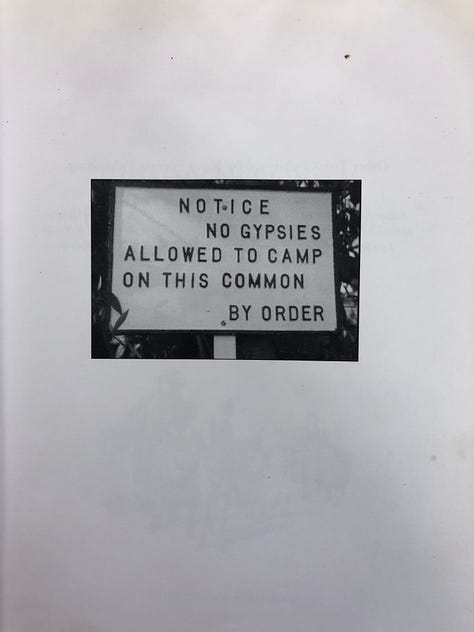 NOTICE
NO GYPSIES
ALLOWED TO CAMP
ON THIS COMMON
BY ORDER